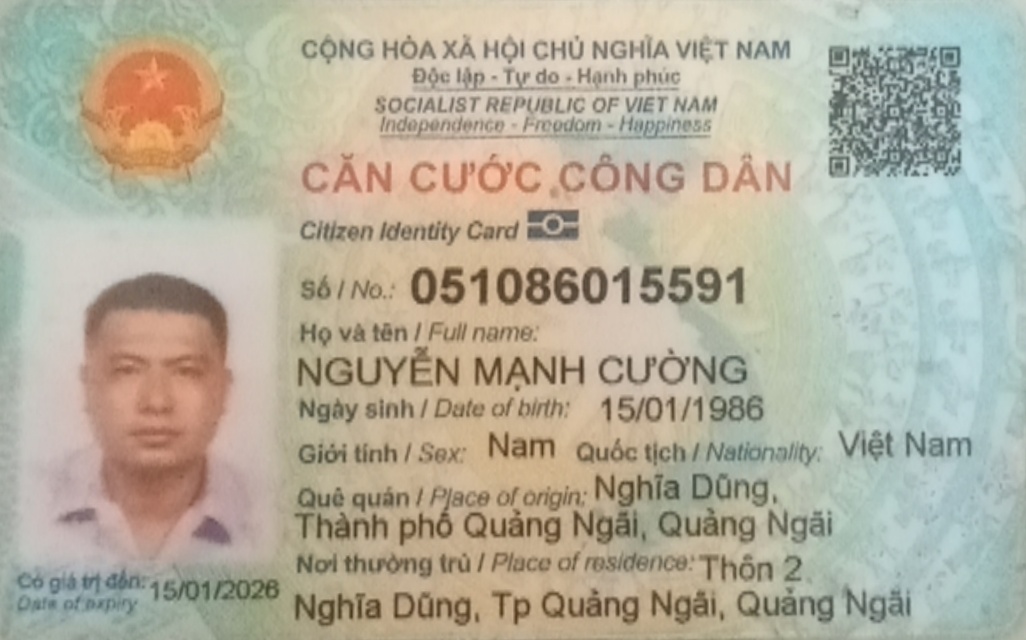 CỘNG HÒA XÃ HỘI CHỦ NGHĨA VIỆT NAM
Độc lập - Tự do - Hạnh phúc
SOCIALIST REPUBLIC OF VIET NAM
Independence - Freedom - Happiness
CĂN CƯỚC CÔNG DÂN
Citizen Identity Card
Số / No.: 051086015591
Họ và tên / Full name:
NGUYỄN MẠNH CƯỜNG
Ngày sinh / Date of birth: 15/01/1986
Giới tính / Sex: Nam Quốc tịch / Nationality: Việt Nam
Quê quán / Place of origin: Nghĩa Dũng,
Thành phố Quảng Ngãi, Quảng Ngãi
Nơi thường trú / Place of residence: Thôn 2
Nghĩa Dũng, Tp Quảng Ngãi, Quảng Ngãi
Có giá trị đến: 15/01/2026
Date of expiry